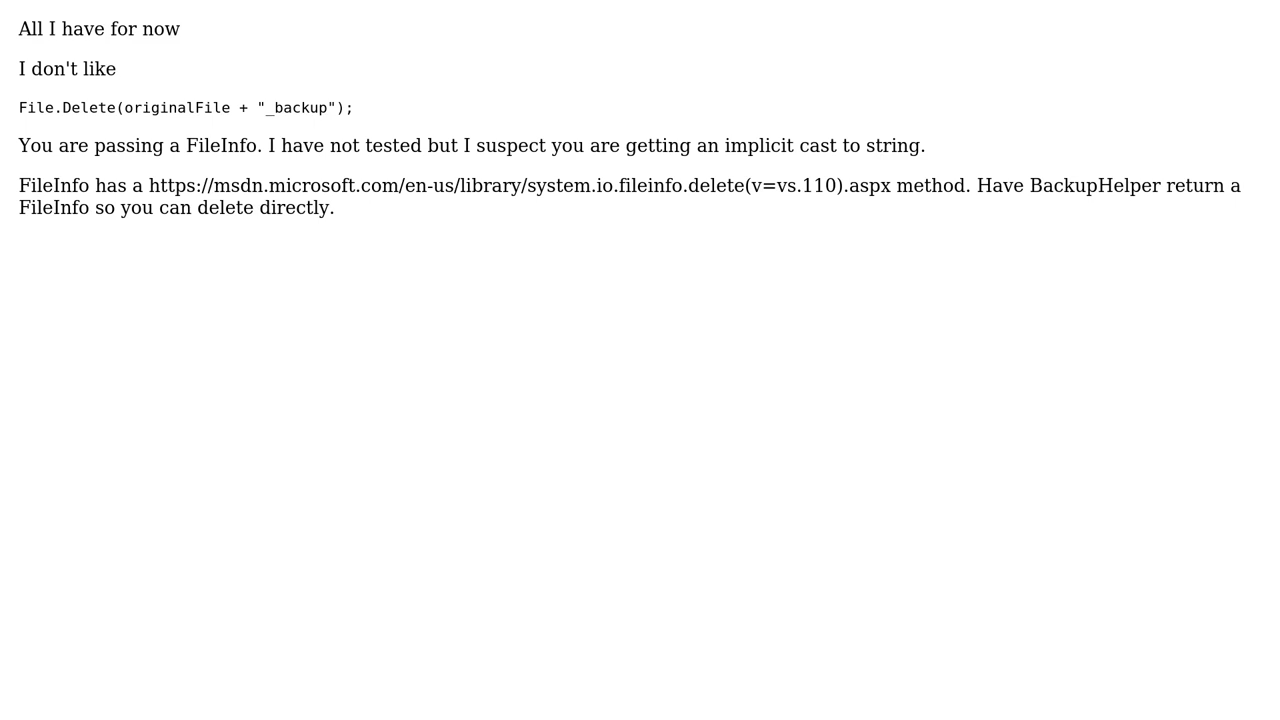 All I have for now
I don't like
File.Delete(originalFile + "_backup");
You are passing a FileInfo. I have not tested but I suspect you are getting an implicit cast to string.
FileInfo has a https://msdn.microsoft.com/en-us/library/system.io.fileinfo.delete(v=vs.110).aspx method. Have BackupHelper return a
FileInfo so you can delete directly.